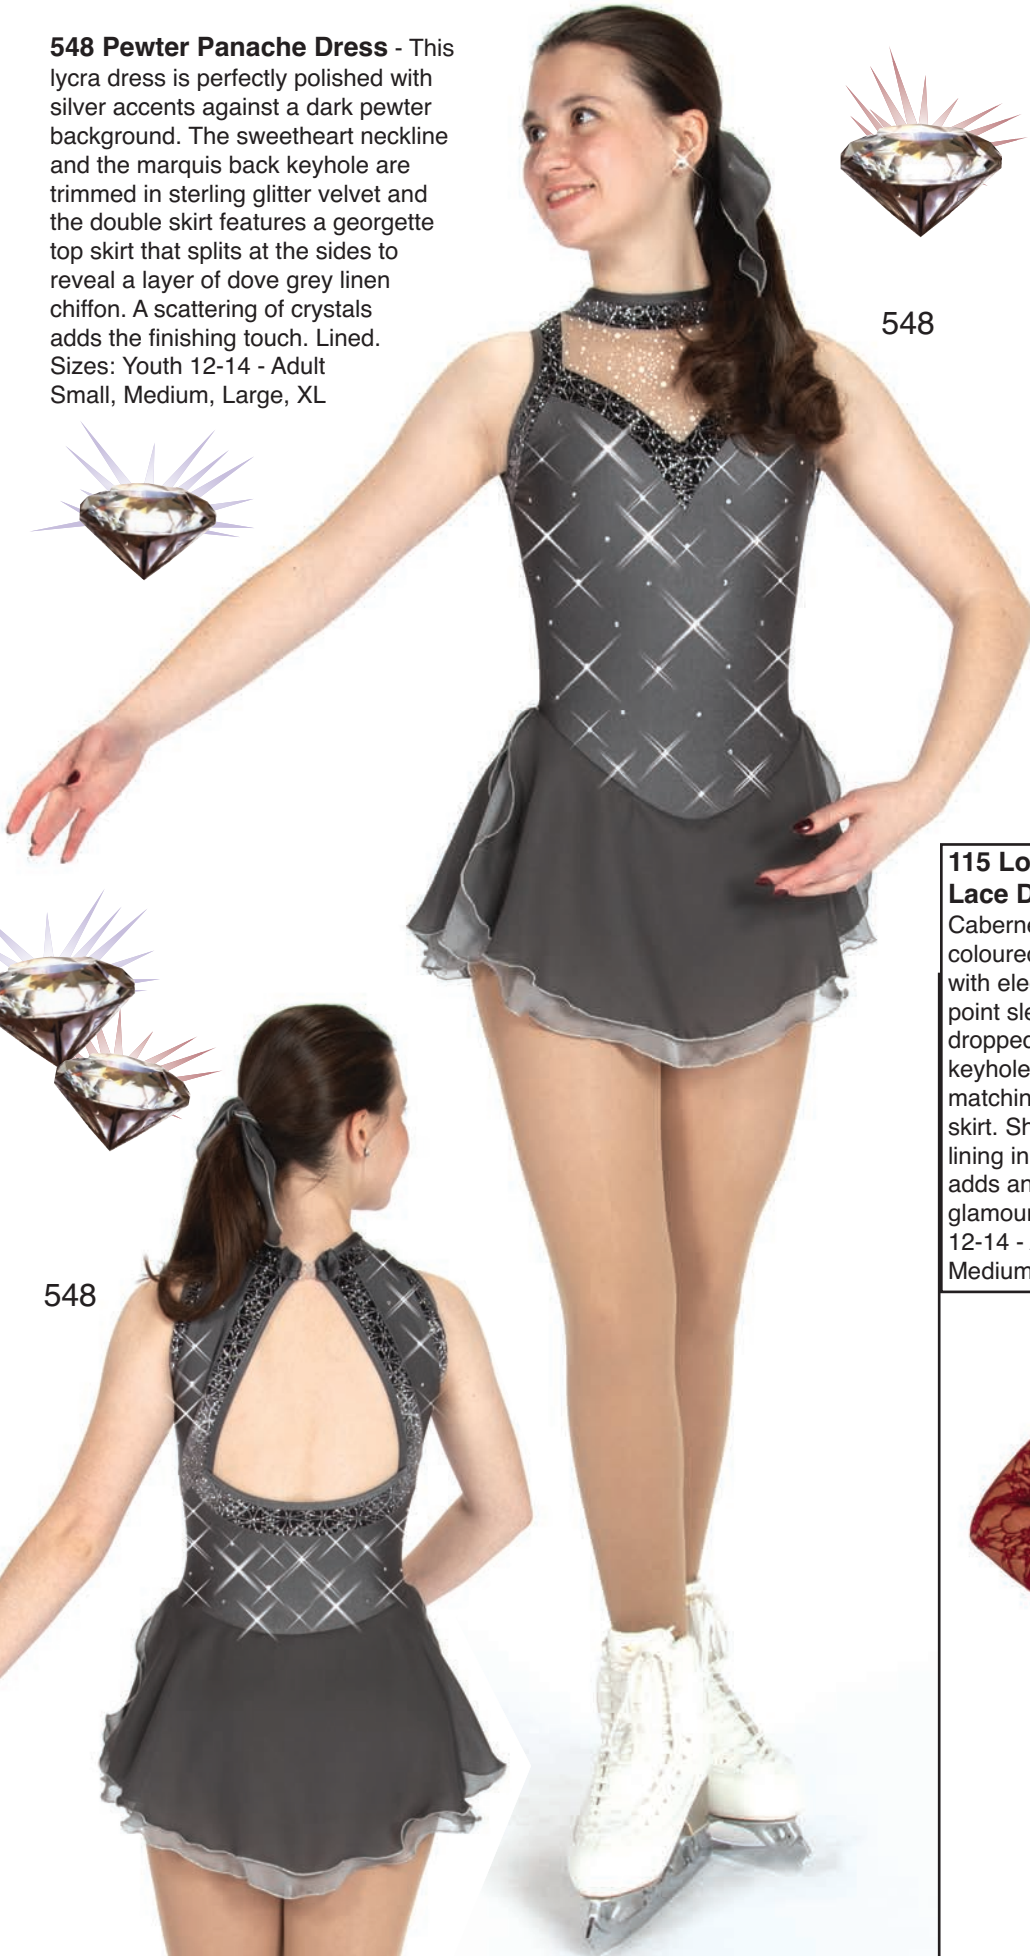 548 Pewter Panache Dress - This
lycra dress is perfectly polished with
silver accents against a dark pewter
background. The sweetheart neckline
and the marquis back keyhole are
trimmed in sterling glitter velvet and
the double skirt features a georgette
top skirt that splits at the sides to
reveal a layer of dove grey linen
chiffon. A scattering of crystals
adds the finishing touch. Lined.
Sizes: Youth 12-14 - Adult
Small, Medium, Large, XL
548
115 Lo
Lace D
Caberne
coloured
with ele
point sle
dropped
keyhole
matchin
skirt. Sh
lining in
adds an
glamour
12-14 -
Medium
548